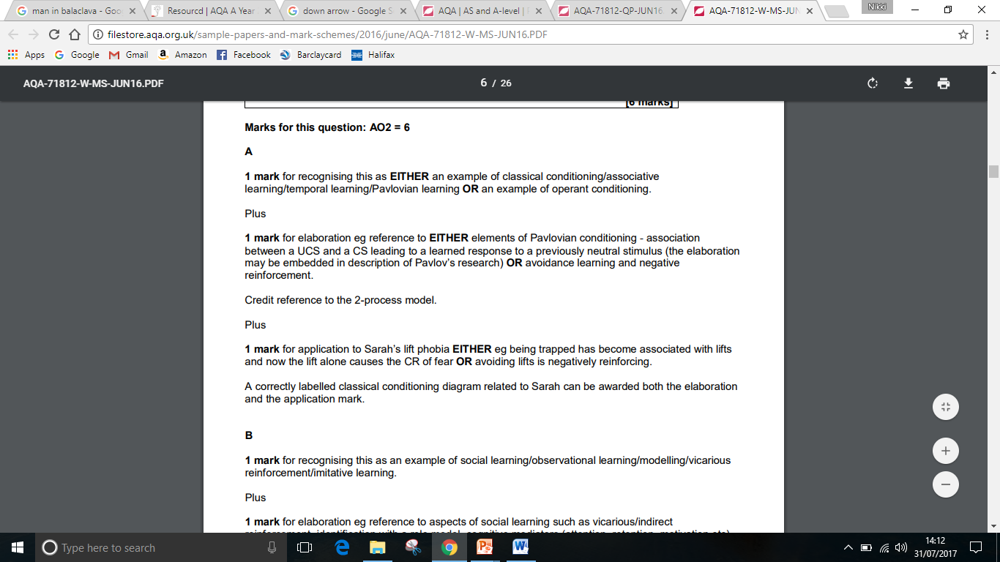 man in balaclava - Goo
Resourcd | AQA A Year
down arrow - Google S
AQA | AS and A-level |
AQA-71812-QP-JUN16.
AQA-71812-W-MS-JUN
Nikki
filestore.aqa.org.uk/sample-papers-and-mark-schemes/2016/june/AQA-71812-W-MS-JUN16.PDF
Apps Google Gmail Amazon Facebook Barclaycard Halifax
AQA-71812-W-MS-JUN16.PDF
6 / 26
[6 marks]
Marks for this question: AO2 = 6
A
1 mark for recognising this as EITHER an example of classical conditioning/associative
learning/temporal learning/Pavlovian learning OR an example of operant conditioning.
Plus
1 mark for elaboration eg reference to EITHER elements of Pavlovian conditioning - association
between a UCS and a CS leading to a learned response to a previously neutral stimulus (the elaboration
may be embedded in description of Pavlov's research) OR avoidance learning and negative
reinforcement.
Credit reference to the 2-process model.
Plus
1 mark for application to Sarah's lift phobia EITHER eg being trapped has become associated with lifts
and now the lift alone causes the CR of fear OR avoiding lifts is negatively reinforcing.
A correctly labelled classical conditioning diagram related to Sarah can be awarded both the elaboration
and the application mark.
B
1 mark for recognising this as an example of social learning/observational learning/modelling/vicarious
reinforcement/imitative learning.
Plus
1 mark for elaboration eg reference to aspects of social learning such as vicarious/indirect
reinforcement, identification with a role model, cognitive mediators (attention, retention, motivation etc)
Type here to search
14:12
31/07/2017